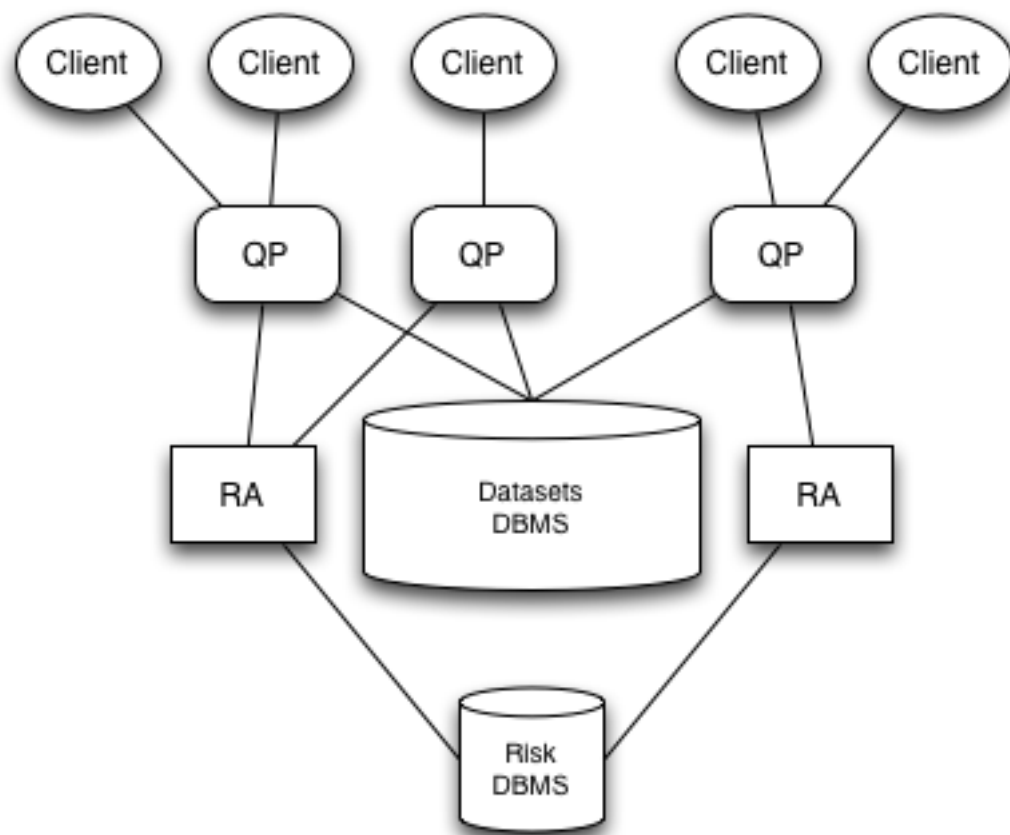 Client
Client
Client
Client
Client
QP
QP
QP
RA
Datasets
DBMS
RA
Risk
DBMS